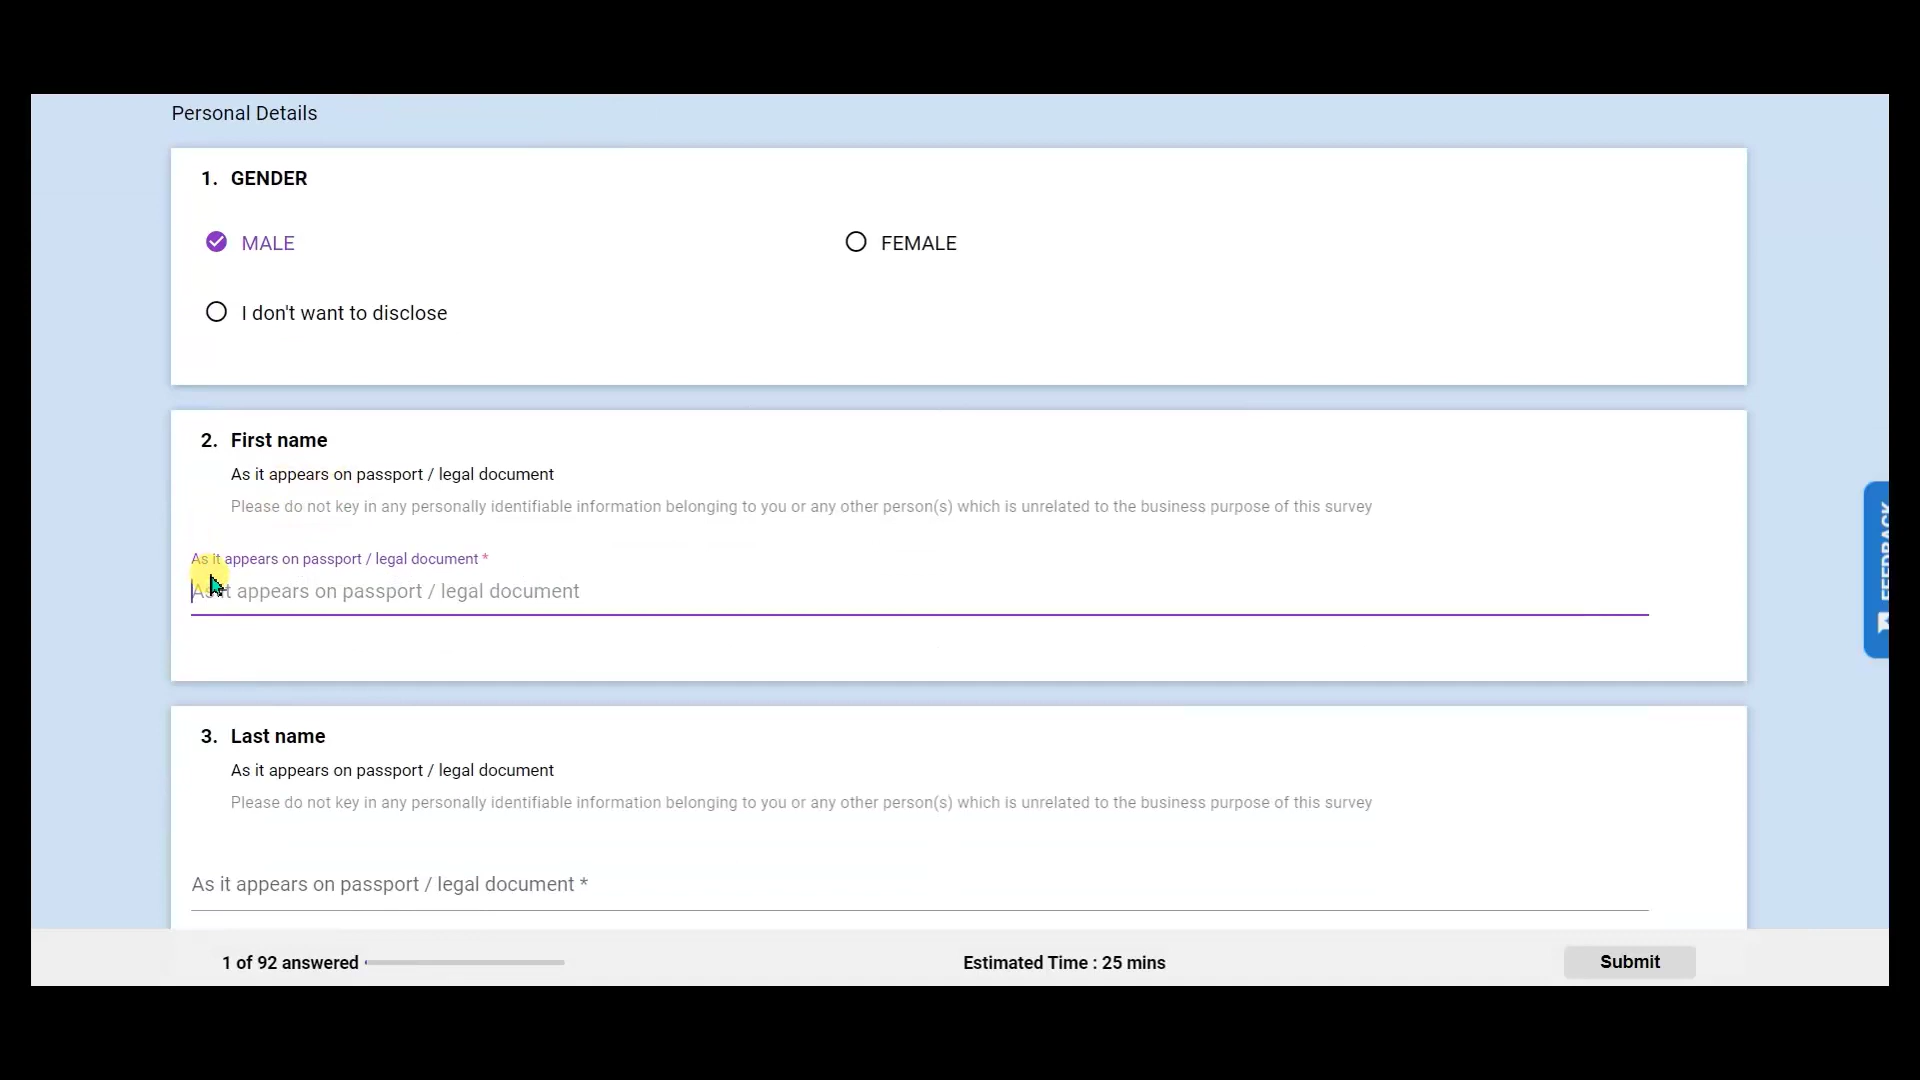 Personal Details
1. GENDER
MALE
FEMALE
I don't want to disclose
2. First name
As it appears on passport / legal document
Please do not key in any personally identifiable information belonging to you or any other person(s) which is unrelated to the business purpose of this survey
As it appears on passport / legal document *
As it appears on passport / legal document
3. Last name
As it appears on passport / legal document
Please do not key in any personally identifiable information belonging to you or any other person(s) which is unrelated to the business purpose of this survey
As it appears on passport / legal document *
FEEDBACK
1 of 92 answered
Estimated Time : 25 mins
Submit